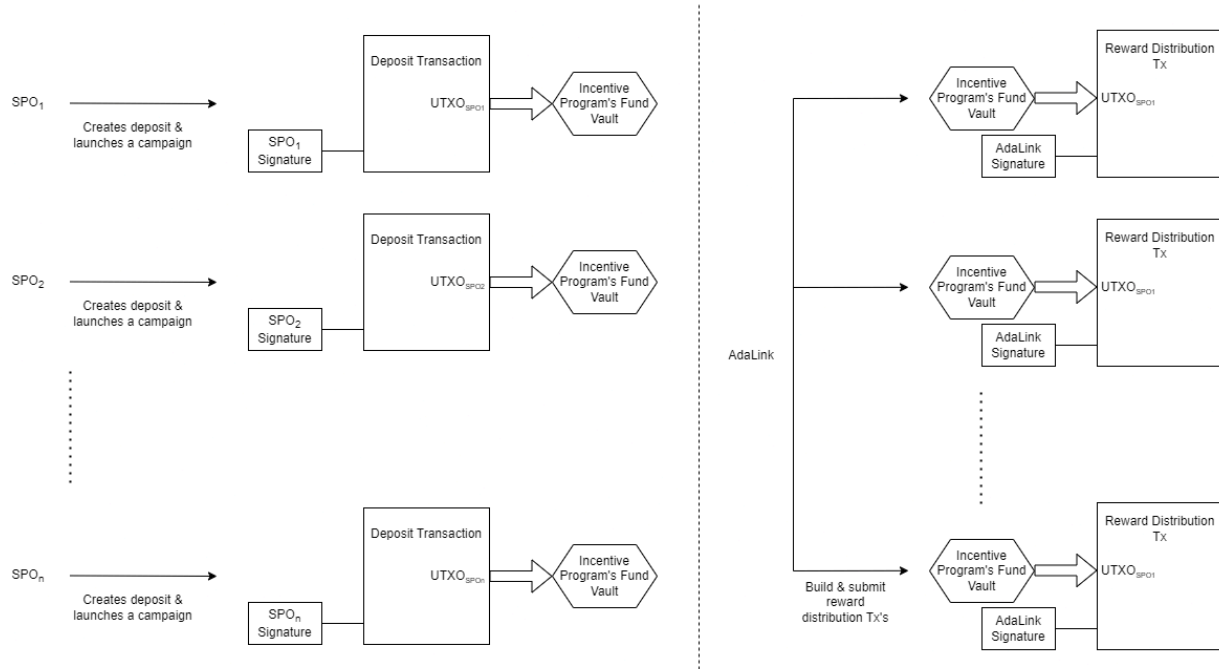 SPO1
Creates deposit &
launches a campaign
Deposit Transaction
UTXOSPO1
SPO1
Signature
Incentive
Program's Fund
Vault
SPO2
Creates deposit &
launches a campaign
Deposit Transaction
UTXOSPO2
SPO2
Signature
Incentive
Program's Fund
Vault
SPOn
Creates deposit &
launches a campaign
Deposit Transaction
UTXOSPOn
SPOn
Signature
Incentive
Program's Fund
Vault
AdaLink
Build & submit
reward
distribution Tx's
Incentive
Program's Fund
Vault
AdaLink
Signature
Reward Distribution
Tx
UTXOSPO1
Incentive
Program's Fund
Vault
AdaLink
Signature
Reward Distribution
Tx
UTXOSPO1
Incentive
Program's Fund
Vault
AdaLink
Signature
Reward Distribution
Tx
UTXOSPO1